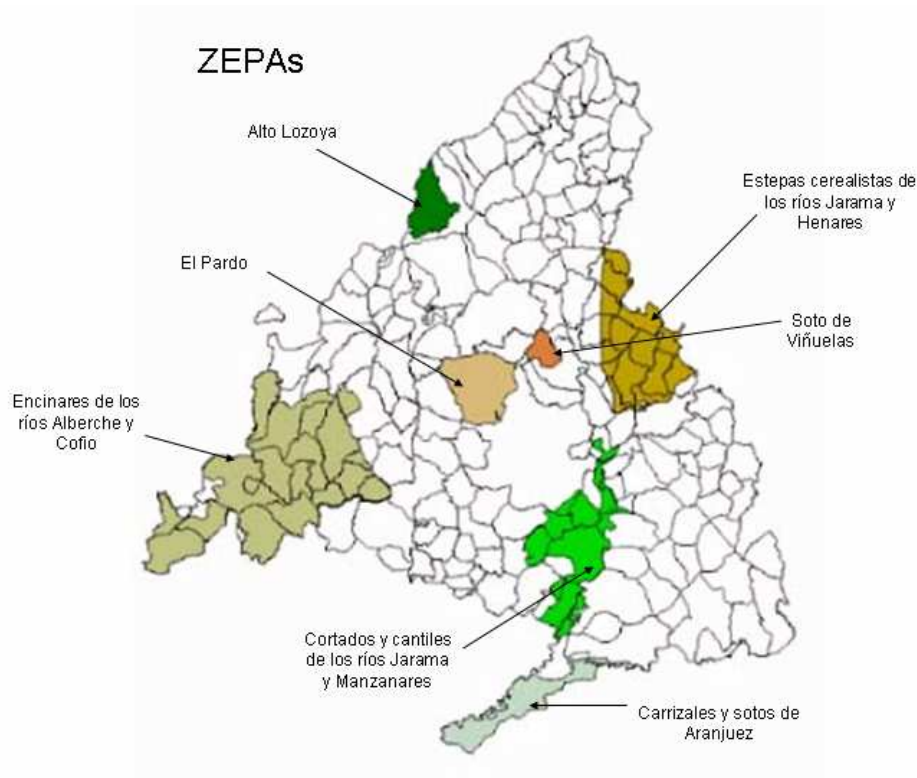 ZEPAs
Alto Lozoya
Estepas cerealistas de
los ríos Jarama y
Henares
El Pardo
Soto de
Viñuelas
Encinares de los
ríos Alberche y
Cofio
Cortados y cantiles
de los ríos Jarama
y Manzanares
Carrizales y sotos de
Aranjuez